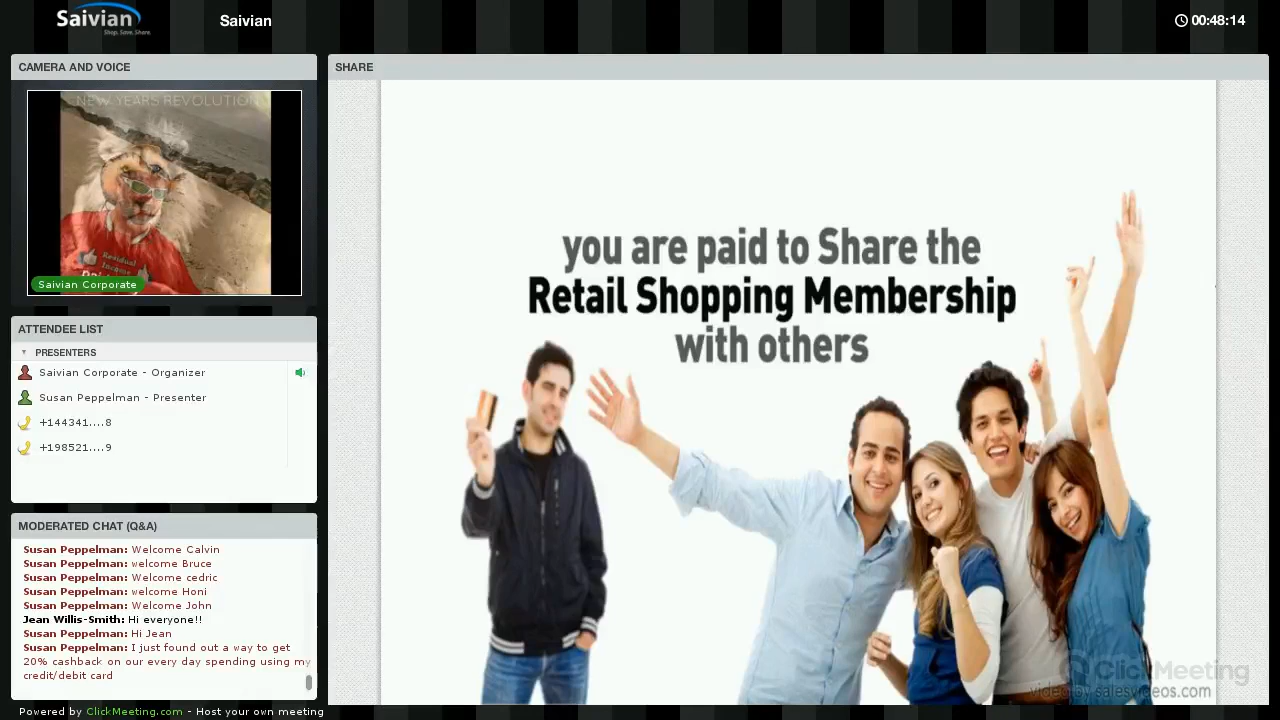 Saivian
Shop. Save. Share.
Saivian
00:48:14
CAMERA AND VOICE
NEW YEARS REVOLUTION
Residual
Income
Saivian Corporate
ATTENDEE LIST
PRESENTERS
Saivian Corporate - Organizer
Susan Peppelman - Presenter
+144341....8
+198521....9
MODERATED CHAT (Q&A)
Susan Peppelman: Welcome Calvin
Susan Peppelman: welcome Bruce
Susan Peppelman: Welcome cedric
Susan Peppelman: welcome Honi
Susan Peppelman: Welcome John
Jean Willis-Smith: Hi everyone!!
Susan Peppelman: Hi Jean
Susan Peppelman: I just found out a way to get
20% cashback on our every day spending using my
credit/debit card
Powered by ClickMeeting.com - Host your own meeting
SHARE
you are paid to Share the
Retail Shopping Membership
with others
ClickMeeting
video by salesvideos.com